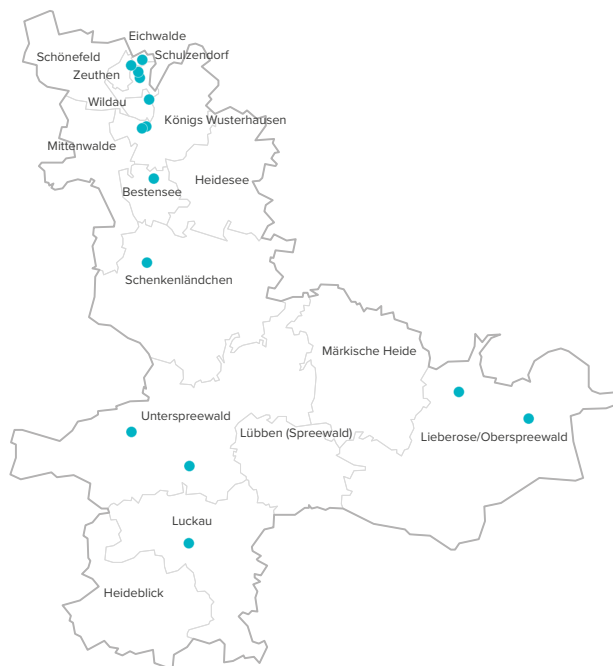 Eichwalde
Schönefeld
Schulzendorf
Zeuthen
Wildau
Königs Wusterhausen
Mittenwalde
Heidesee
Bestensee
Schenkenländchen
Märkische Heide
Unterspreewald
Lübben (Spreewald)
Lieberose/Oberspreewald
Luckau
Heideblick